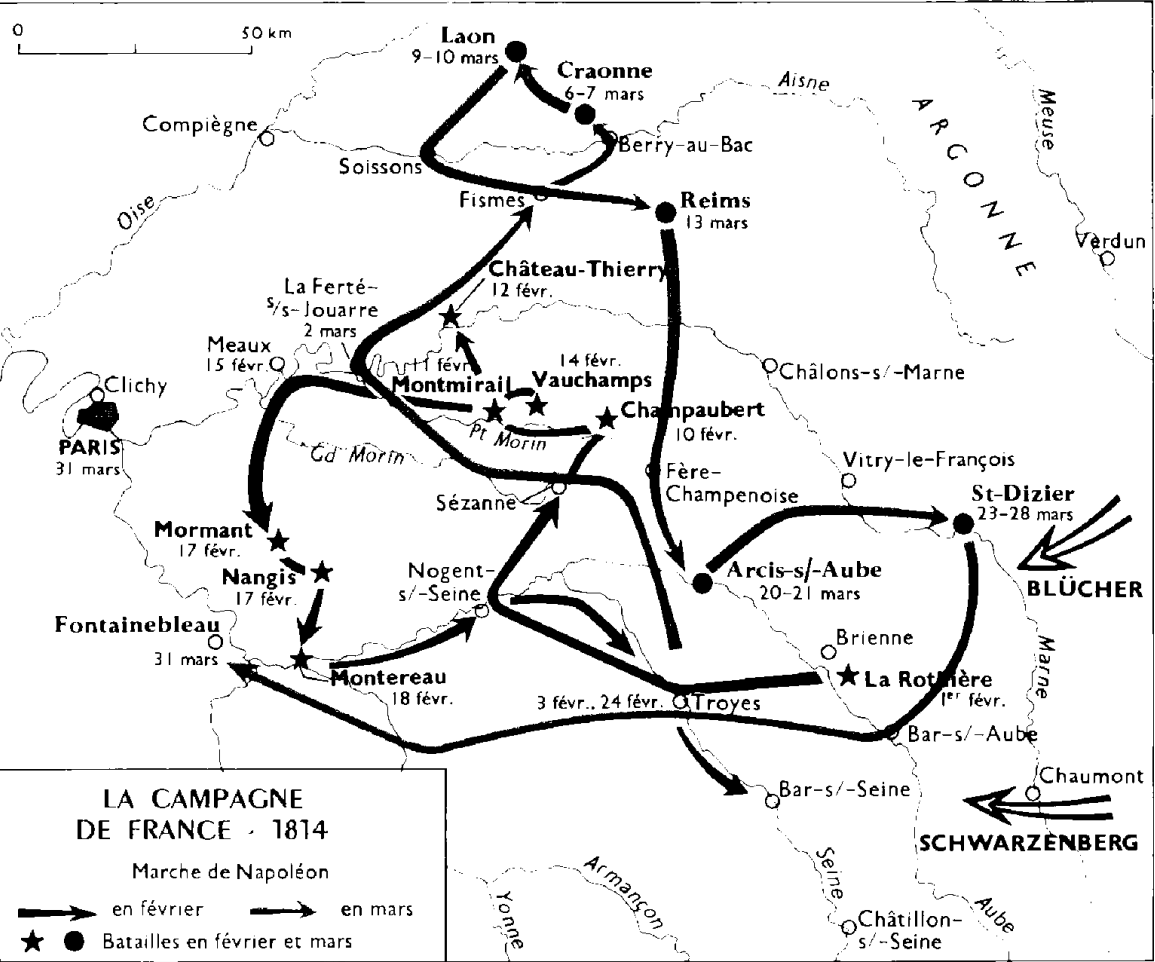 0 50 km
Laon
9-10 mars
Craonne
6-7 mars
Aisne
Meuse
ARGONNE
Compiègne
Berry-au-Bac
Soissons
Oise
Fismes
Reims
13 mars
Verdun
Château-Thierry
12 févr.
La Ferté-
s/s-Jouarre
2 mars
Meaux
15 févr.
11 févr.
14 févr.
Montmirail
Vauchamps
Châlons-s/-Marne
Clichy
Champaubert
10 févr.
PARIS
31 mars
Pt Morin
Gd Morin
Vitry-le-François
Fère-
Champenoise
Sézanne
St-Dizier
23-28 mars
Mormant
17 févr.
Nangis
17 févr.
Nogent-
s/-Seine
Arcis-s/-Aube
20-21 mars
BLÜCHER
Fontainebleau
31 mars
Brienne
Marne
Montereau
18 févr.
La Rothière
1er févr.
3 févr., 24 févr.
Troyes
Bar-s/-Aube
Chaumont
Bar-s/-Seine
SCHWARZENBERG
LA CAMPAGNE
DE FRANCE - 1814
Marche de Napoléon
en février en mars
Batailles en février et mars
Yonne
Armançon
Seine
Aube
Châtillon-
s/-Seine